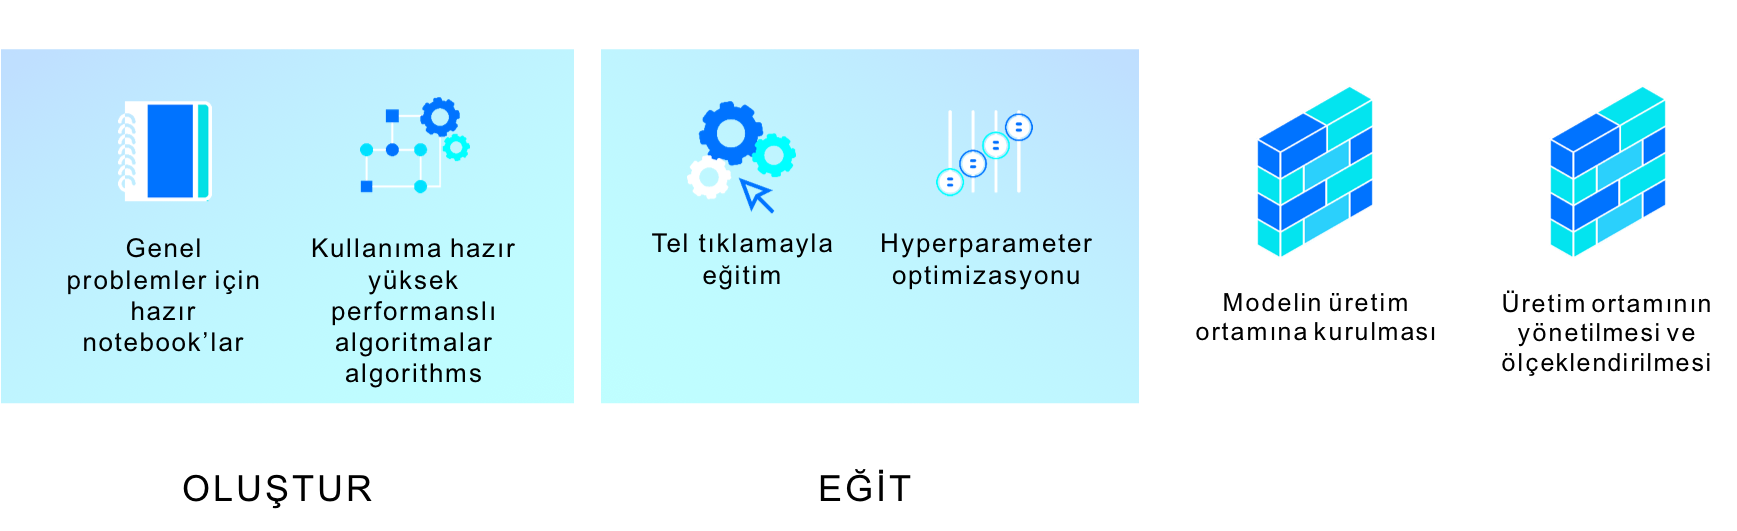 Genel
problemler için
hazır
notebook’lar
Kullanıma hazır
yüksek
performanslı
algoritmalar
algorithms
Tel tıklamayla
eğitim
Hyperparameter
optimizasyonu
Modelin üretim
ortamına kurulması
Üretim ortamının
yönetilmesi ve
ölçeklendirilmesi
OLUŞTUR
EĞİT